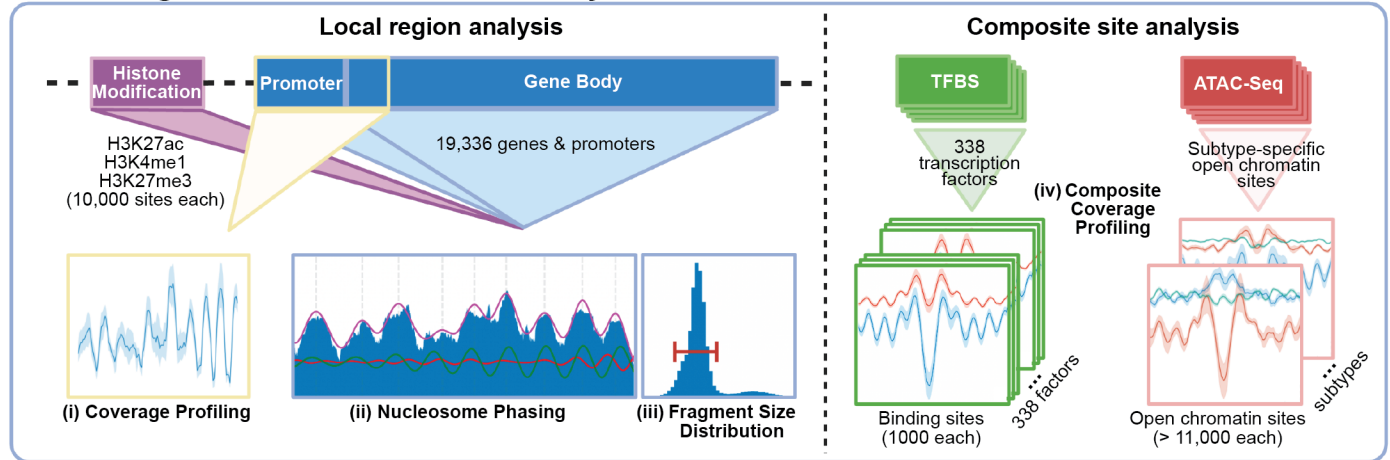 Local region analysis
Composite site analysis
Histone
Modification
Promoter
Gene Body
TFBS
ATAC-Seq
H3K27ac
H3K4me1
H3K27me3
(10,000 sites each)
19,336 genes & promoters
338
transcription
factors
Subtype-specific
open chromatin
sites
(iv) Composite
Coverage
Profiling
(i) Coverage Profiling
(ii) Nucleosome Phasing
(iii) Fragment Size
Distribution
Binding sites
(1000 each)
... 338 factors
Open chromatin sites
(> 11,000 each)
... subtypes